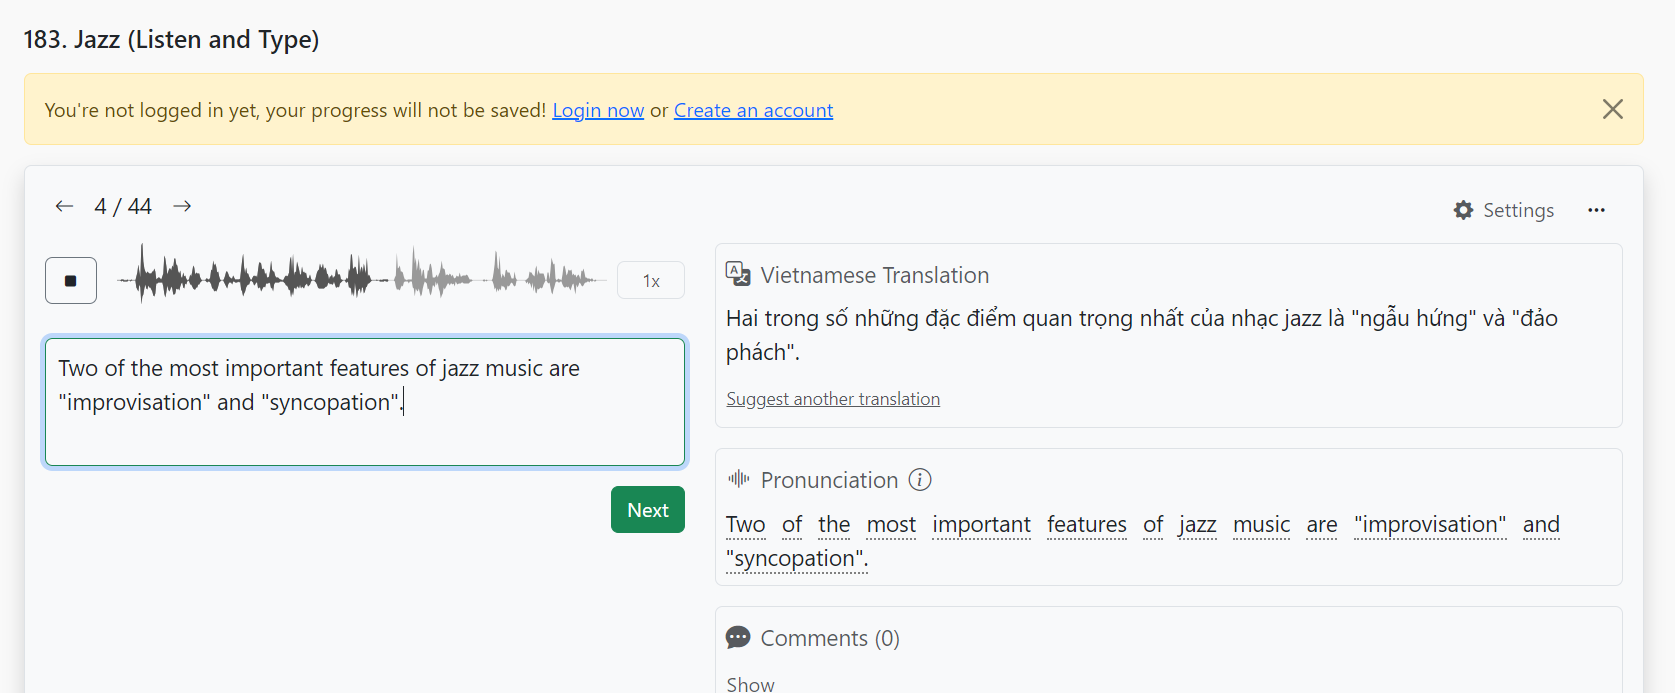 183. Jazz (Listen and Type)
You're not logged in yet, your progress will not be saved! Login now or Create an account
4 / 44
Settings
1x
Two of the most important features of jazz music are
"improvisation" and "syncopation".
Next
Vietnamese Translation
Hai trong số những đặc điểm quan trọng nhất của nhạc jazz là "ngẫu hứng" và "đảo
phách".
Suggest another translation
Pronunciation
Two of the most important features of jazz music are "improvisation" and
"syncopation".
Comments (0)
Show